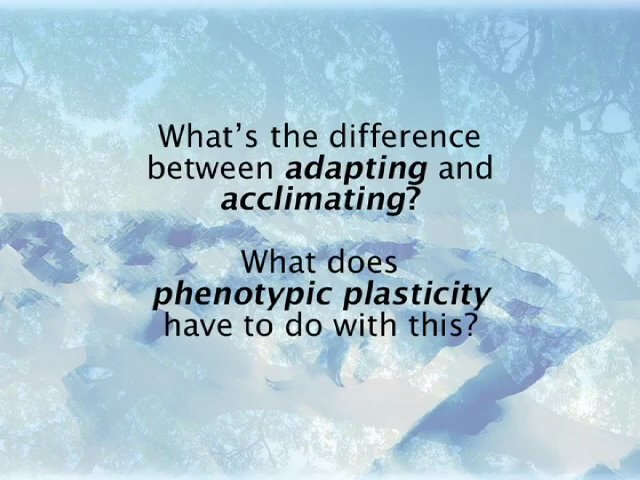 What’s the difference
between adapting and
acclimating?
What does
phenotypic plasticity
have to do with this?